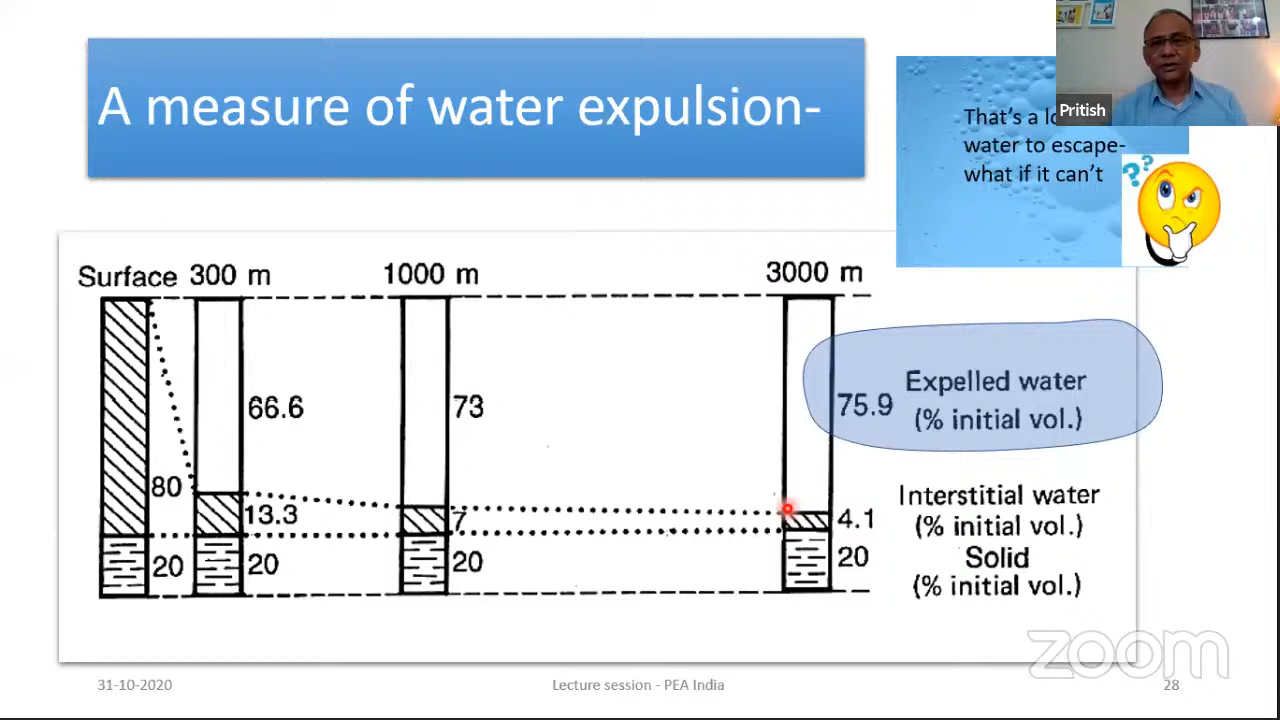 A measure of water expulsion-
That's a lo
water to escape-
what if it can't
??
Pritish
Surface 300 m 1000 m 3000 m
66.6 73 75.9 Expelled water
(% initial vol.)
80 13.3 7 4.1 Interstitial water
(% initial vol.)
20 20 20 20 Solid
(% initial vol.)
zoom
31-10-2020 Lecture session - PEA India 28